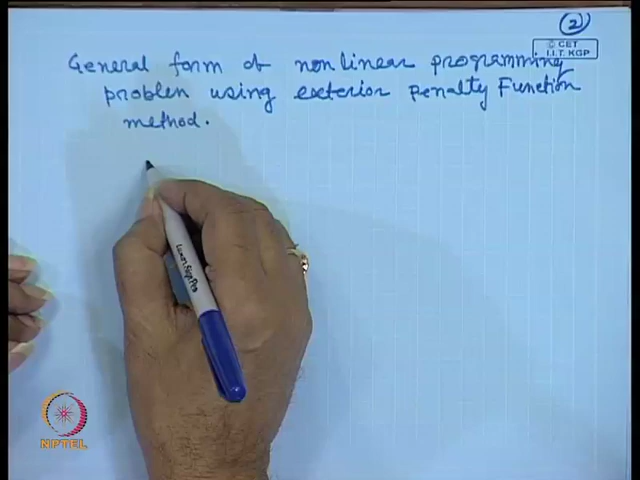 2
© CET
I.I.T. KGP
General form of nonlinear programming
problem using exterior penalty Function
method.
NPTEL